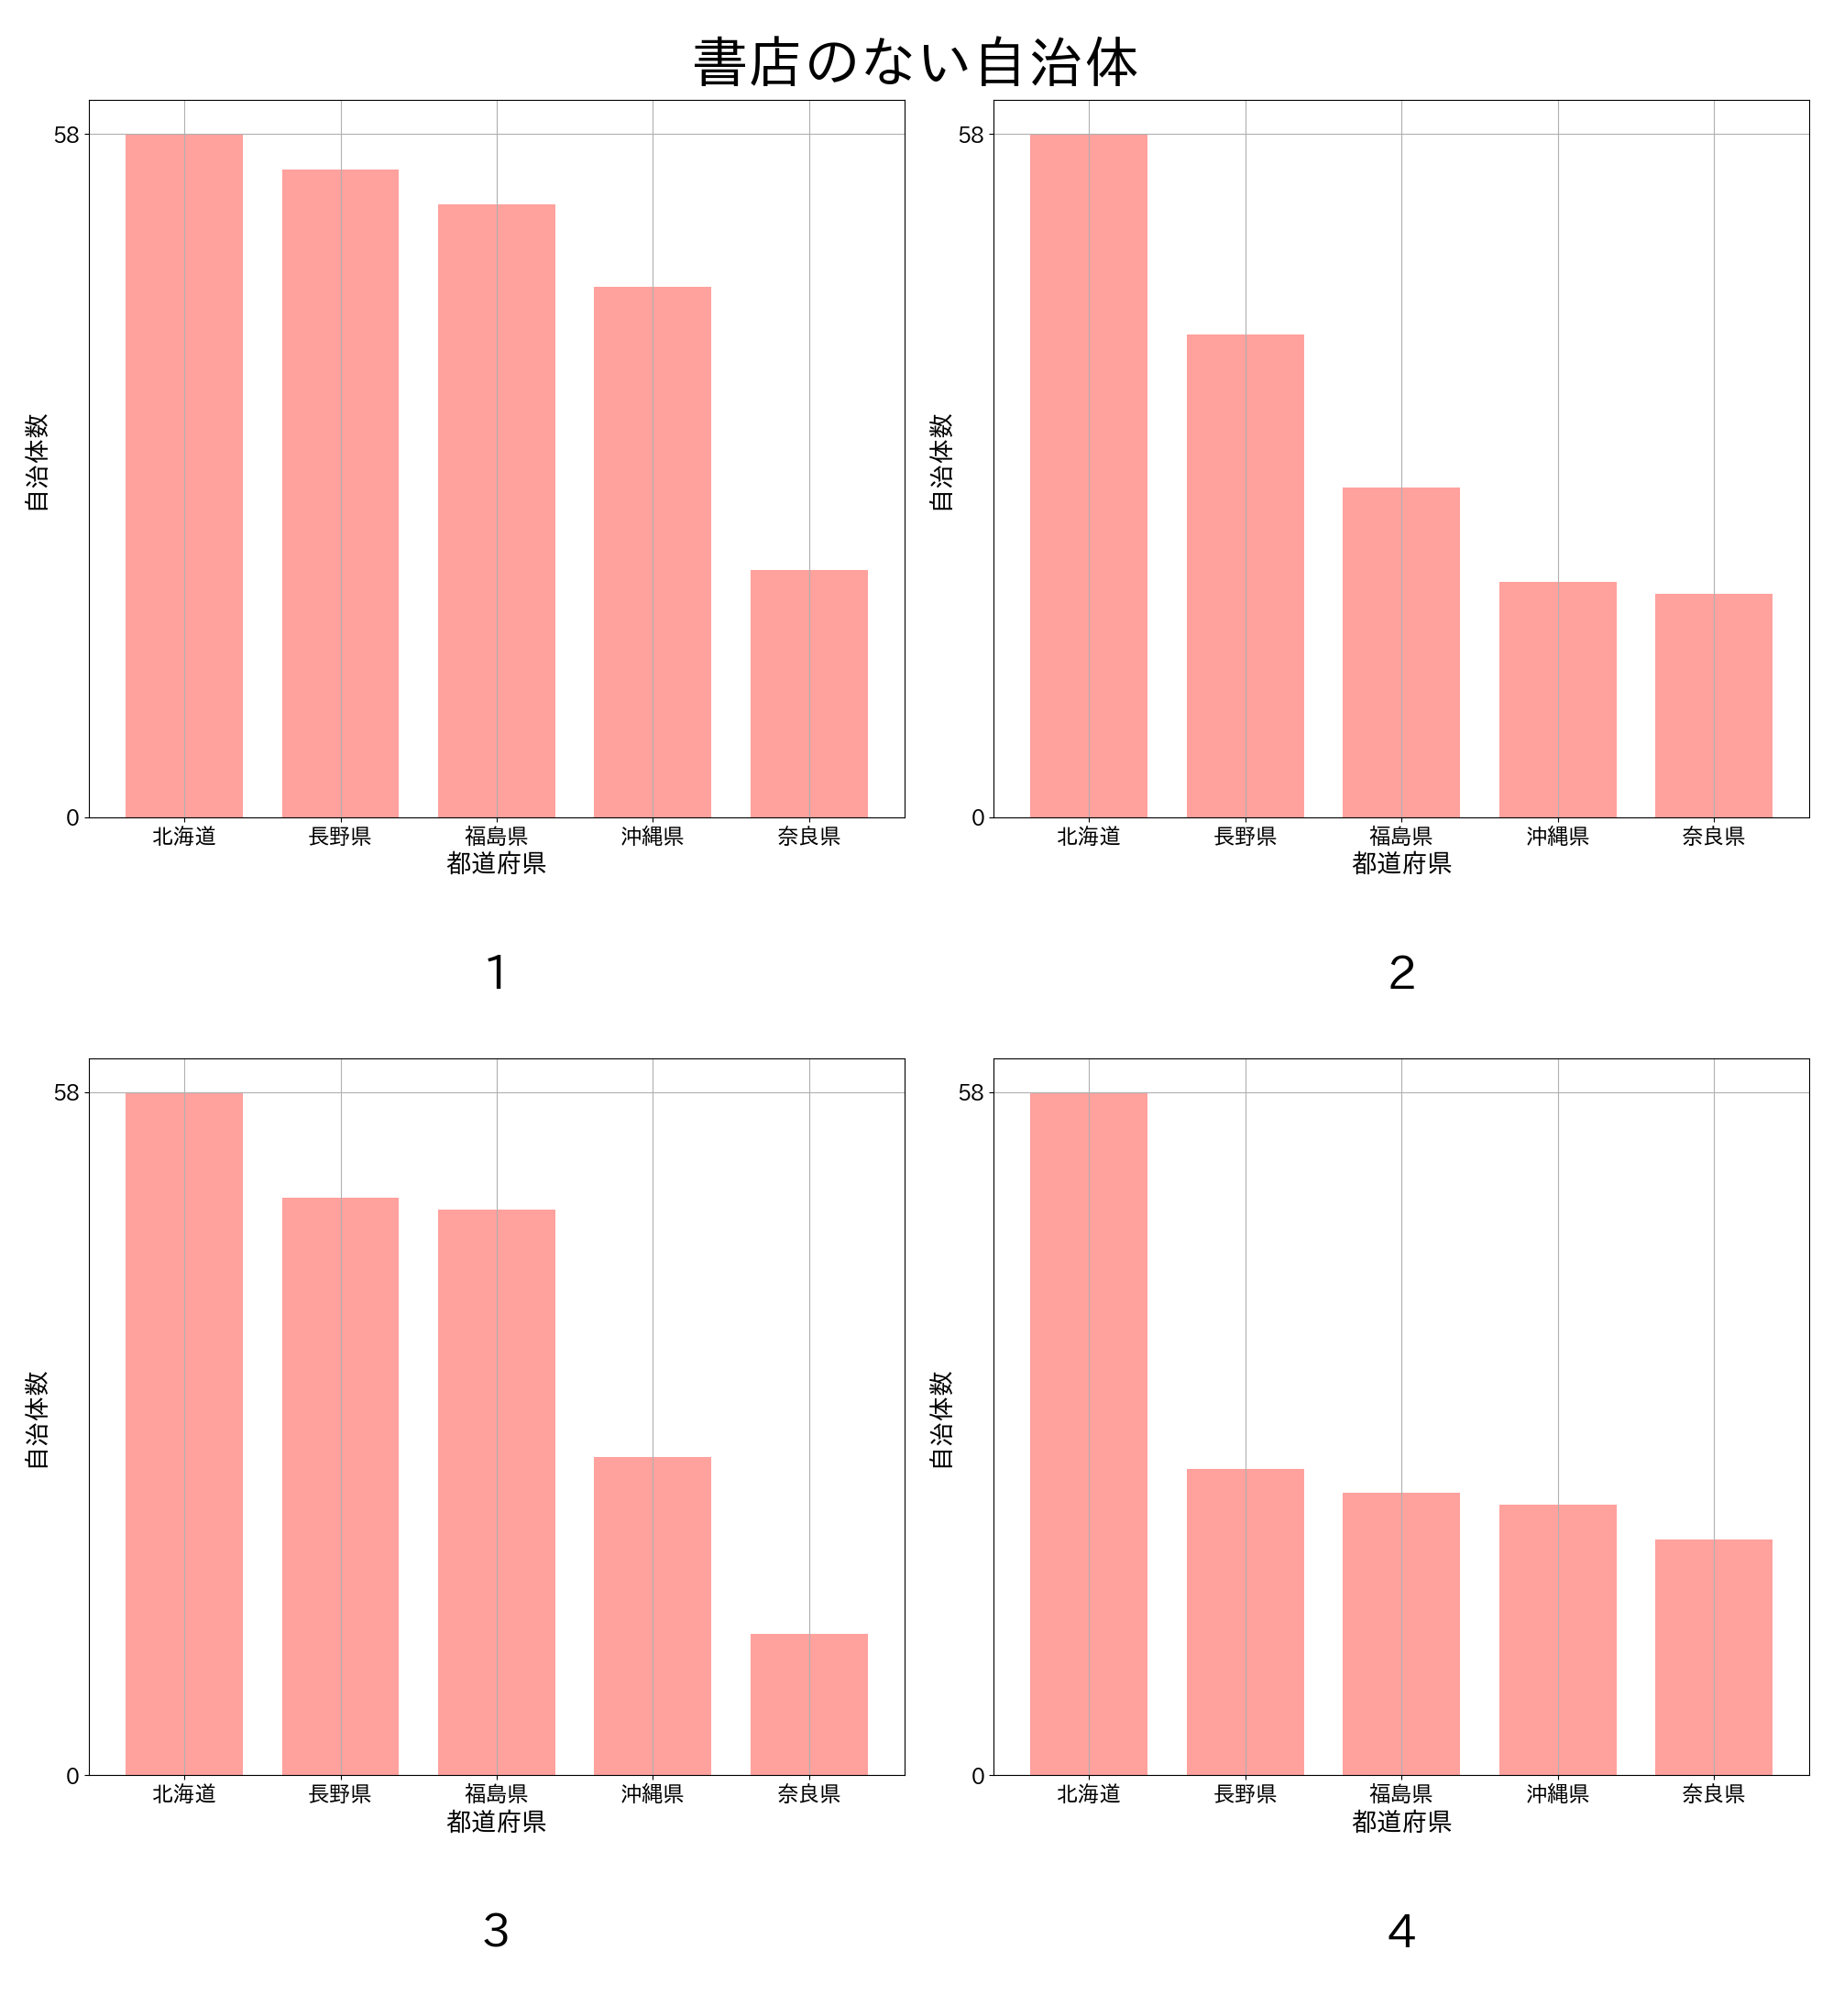 書店のない自治体
58
0
自治体数
北海道 長野県 福島県 沖縄県 奈良県
都道府県
1
58
0
自治体数
北海道 長野県 福島県 沖縄県 奈良県
都道府県
2
58
0
自治体数
北海道 長野県 福島県 沖縄県 奈良県
都道府県
3
58
0
自治体数
北海道 長野県 福島県 沖縄県 奈良県
都道府県
4